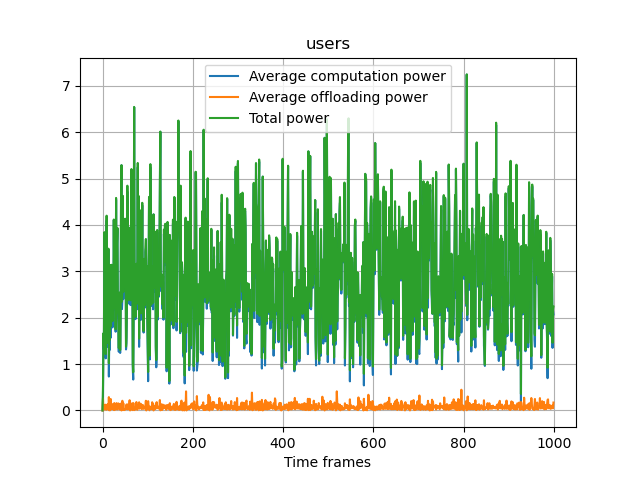 users
Average computation power
Average offloading power
Total power
7
6
5
4
3
2
1
0
0 200 400 600 800 1000
Time frames